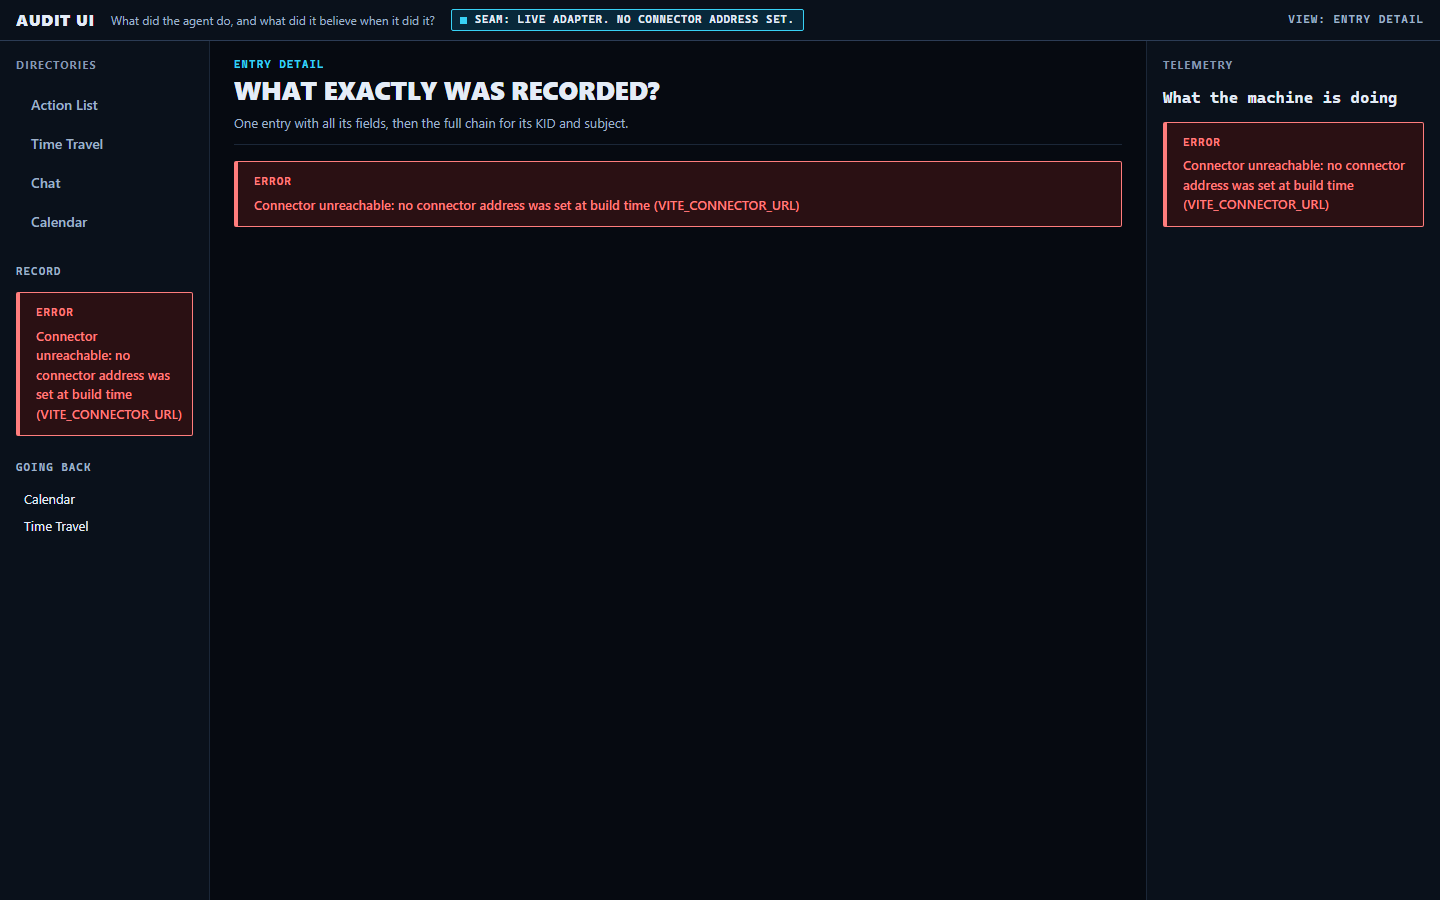 AUDIT UI
What did the agent do, and what did it believe when it did it?
SEAM: LIVE ADAPTER. NO CONNECTOR ADDRESS SET.
VIEW: ENTRY DETAIL
DIRECTORIES
Action List
Time Travel
Chat
Calendar
RECORD
ERROR
Connector
unreachable: no
connector address was
set at build time
(VITE_CONNECTOR_URL)
GOING BACK
Calendar
Time Travel
ENTRY DETAIL
WHAT EXACTLY WAS RECORDED?
One entry with all its fields, then the full chain for its KID and subject.
ERROR
Connector unreachable: no connector address was set at build time (VITE_CONNECTOR_URL)
TELEMETRY
What the machine is doing
ERROR
Connector unreachable: no connector
address was set at build time
(VITE_CONNECTOR_URL)